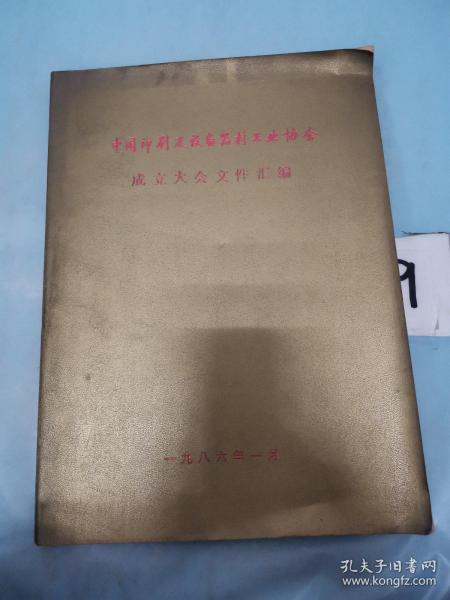 中国印刷及设备器材工业协会
成立大会文件汇编
一九八六年一月
9
孔夫子旧书网
www.kongfz.com